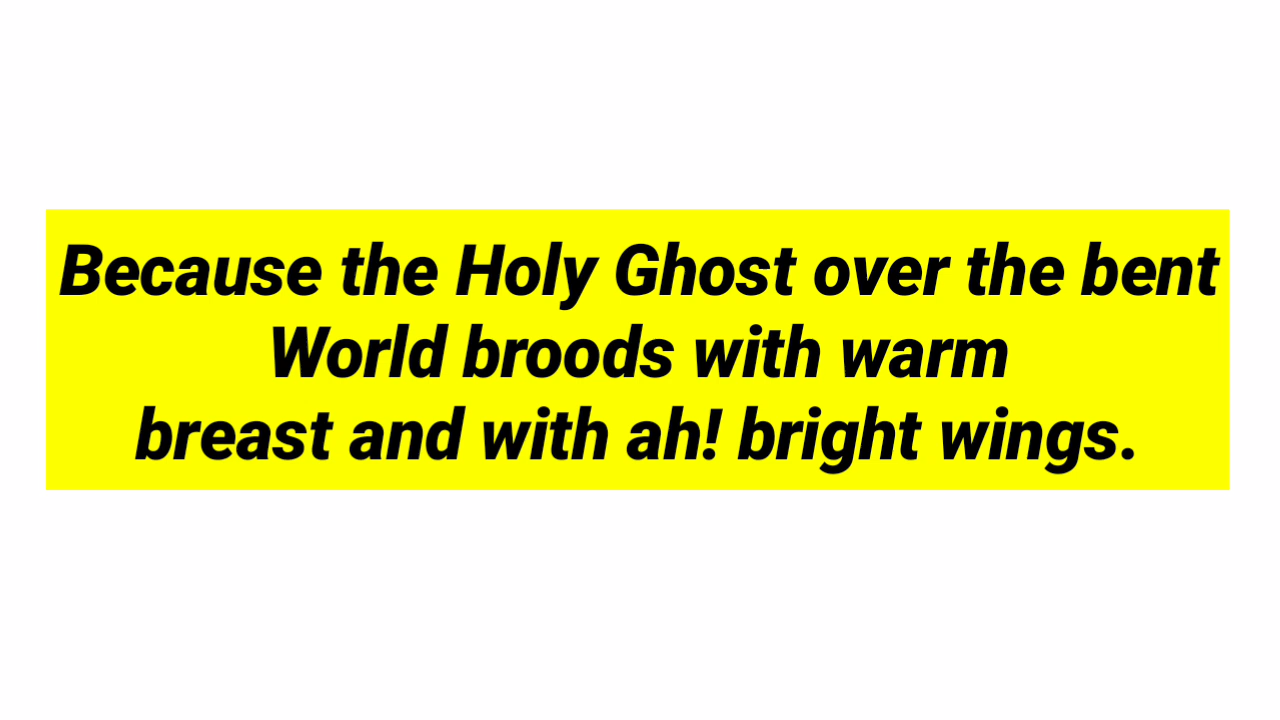 Because the Holy Ghost over the bent
World broods with warm
breast and with ah! bright wings.